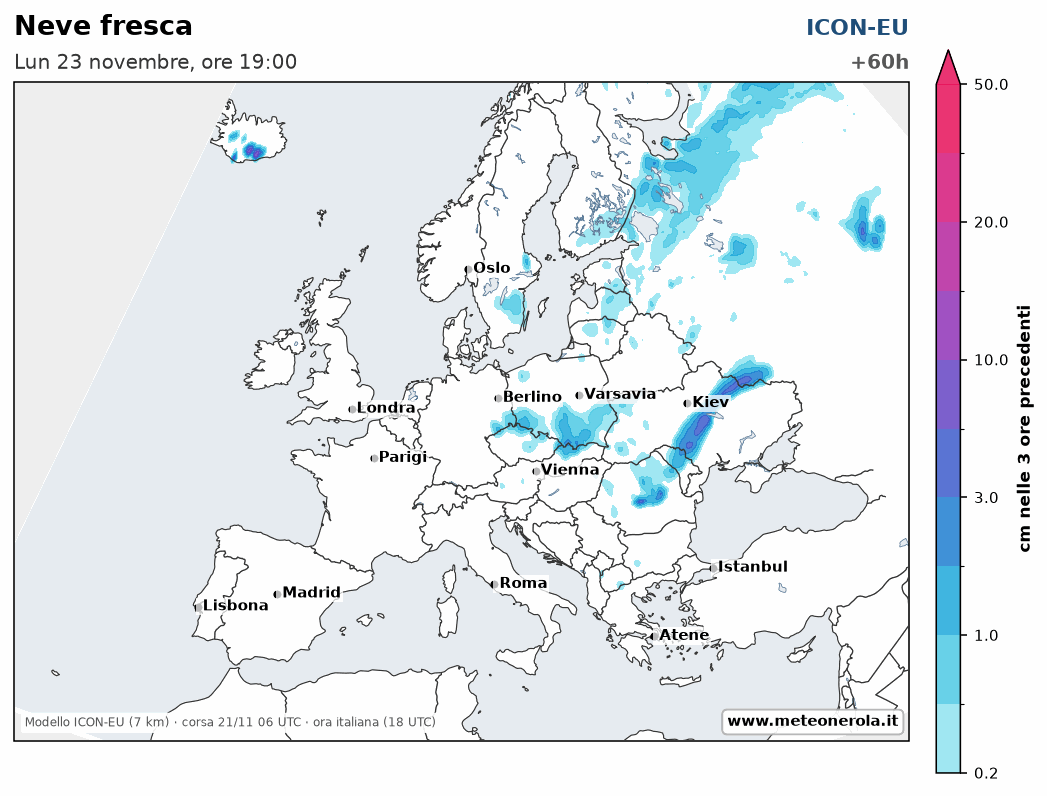 Neve fresca
ICON-EU
Lun 23 novembre, ore 19:00
+60h
50.0
20.0
10.0
3.0
1.0
0.2
cm nelle 3 ore precedenti
Oslo
Berlino
Varsavia
Kiev
Londra
Parigi
Vienna
Istanbul
Roma
Madrid
Lisbona
Atene
Modello ICON-EU (7 km) · corsa 21/11 06 UTC · ora italiana (18 UTC)
www.meteonerola.it